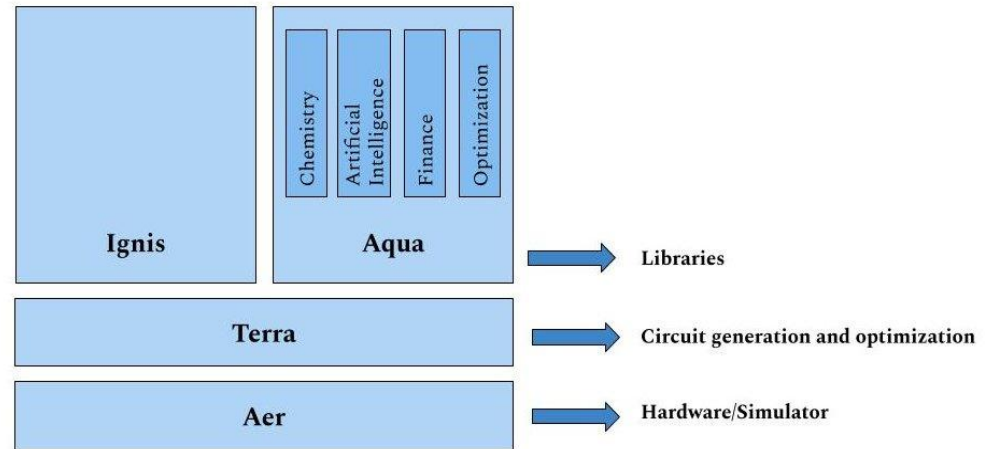 Chemistry
Artificial
Intelligence
Finance
Optimization
Ignis
Aqua
Libraries
Terra
Circuit generation and optimization
Aer
Hardware/Simulator